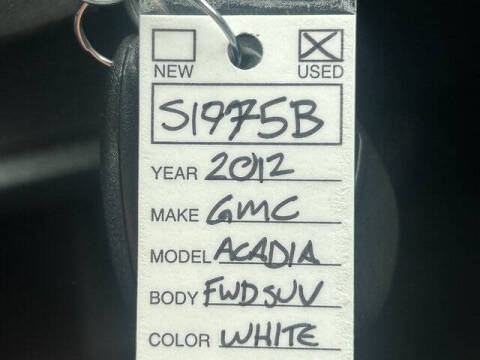 NEW USED
S1975B
YEAR 2012
MAKE GMC
MODEL ACADIA
BODY FWD SUV
COLOR WHITE